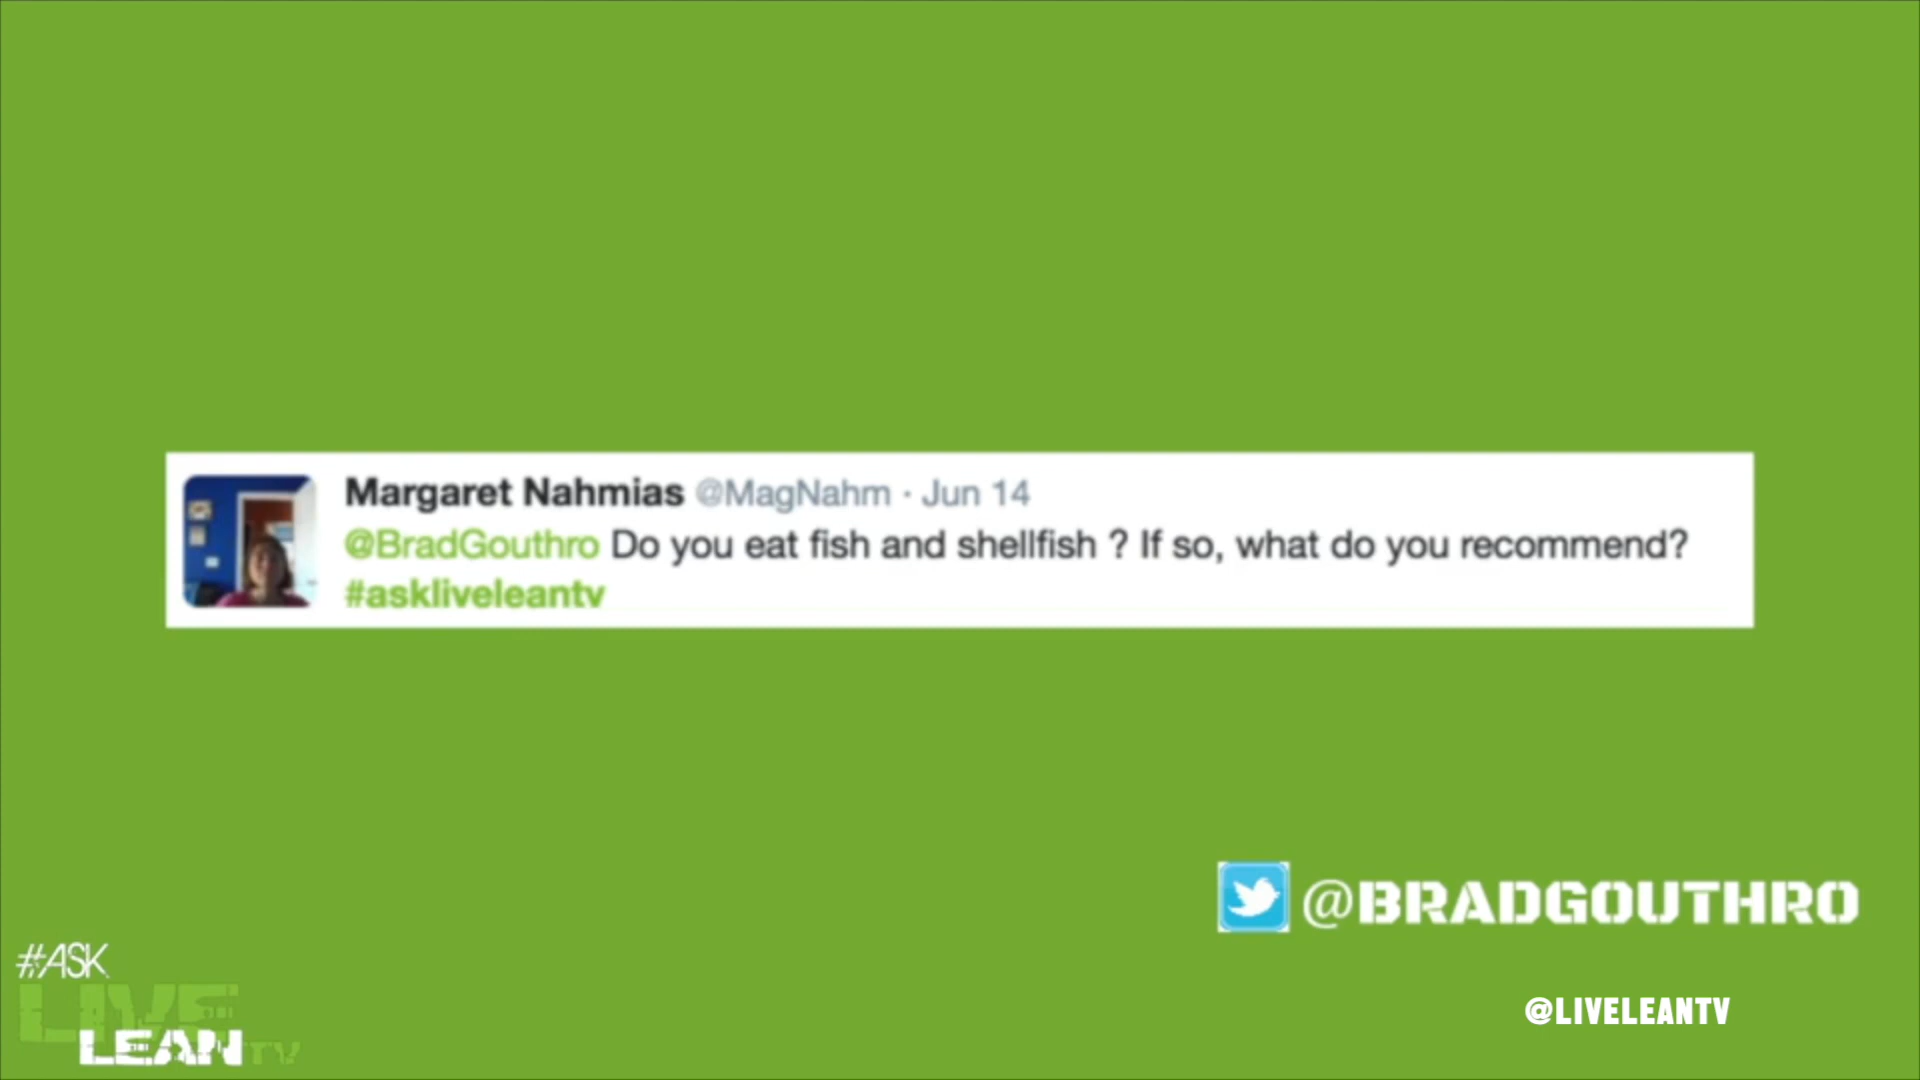 Margaret Nahmias @MagNahm · Jun 14
@BradGouthro Do you eat fish and shellfish ? If so, what do you recommend?
#askliveleantv
@BRADGOUTHRO
#ASK
LIVE
LEAN TV
@LIVELEANTV